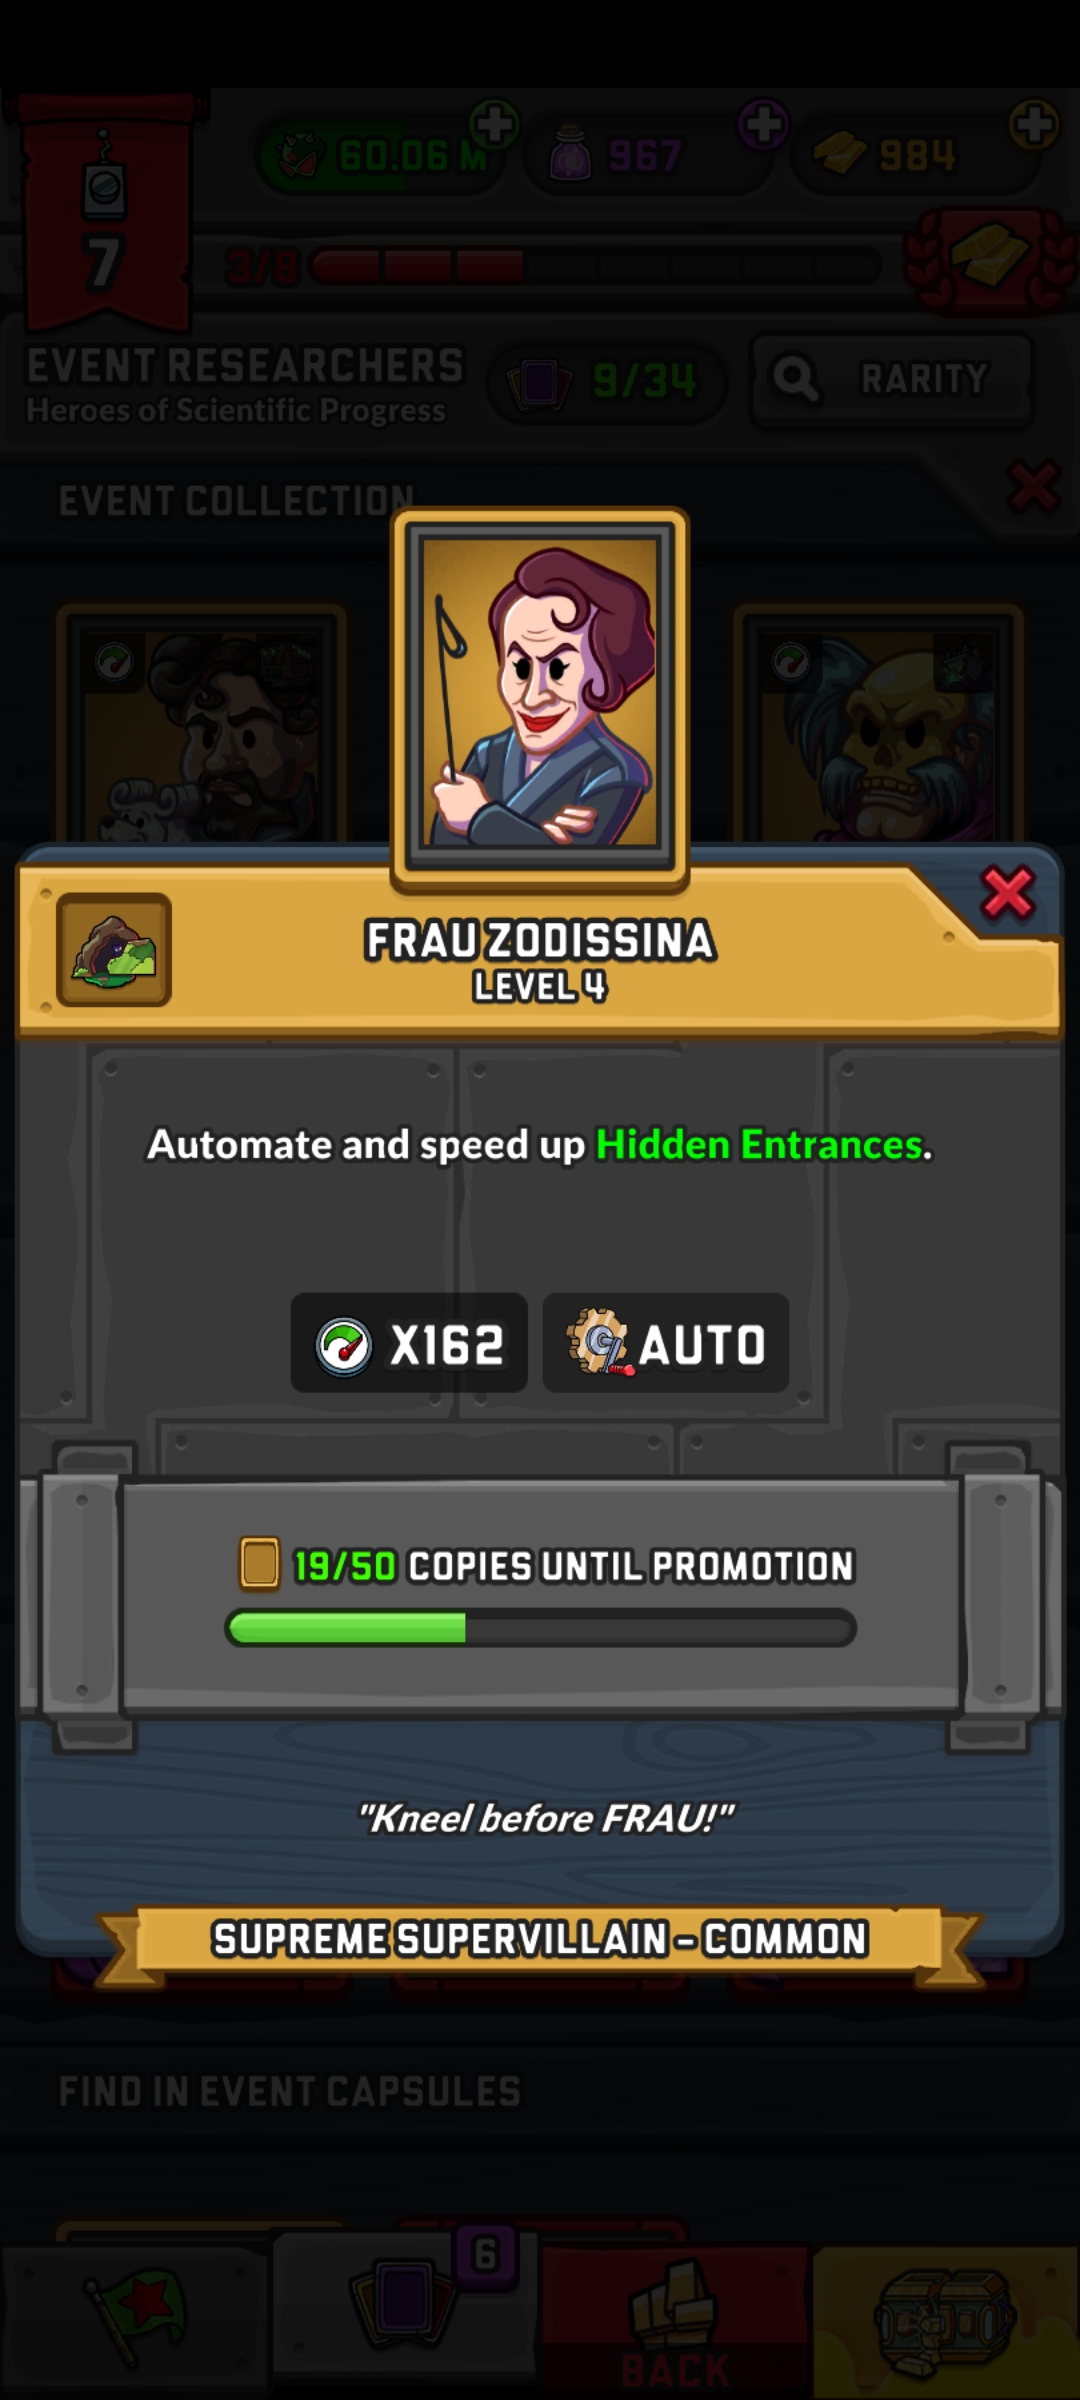 60.06 M
967
984
7
3/8
EVENT RESEARCHERS
Heroes of Scientific Progress
9/34
RARITY
EVENT COLLECTION
FRAU ZODISSINA
LEVEL 4
Automate and speed up Hidden Entrances.
X162
AUTO
19/50 COPIES UNTIL PROMOTION
"Kneel before FRAU!"
SUPREME SUPERVILLAIN – COMMON
FIND IN EVENT CAPSULES
6
BACK